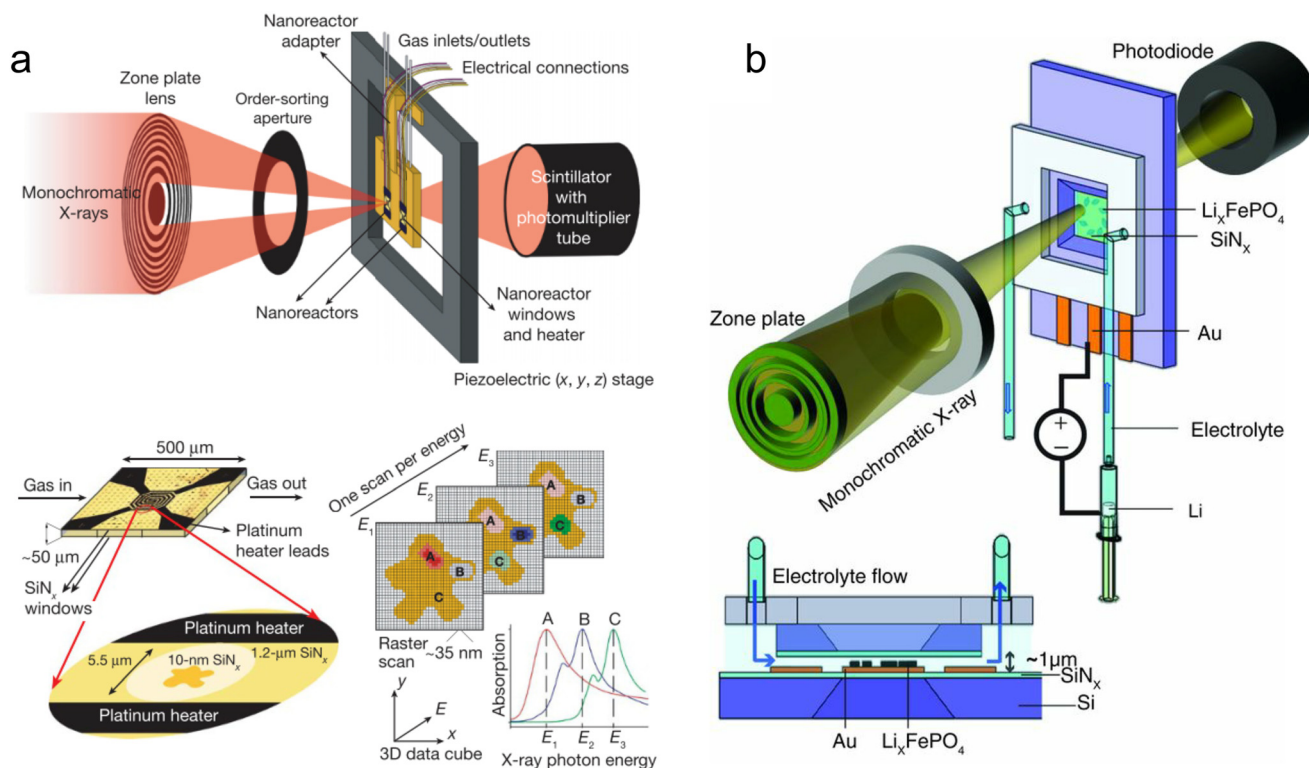 a
Nanoreactor
adapter
Gas inlets/outlets
Electrical connections
Zone plate
lens
Order-sorting
aperture
Monochromatic
X-rays
Scintillator
with
photomultiplier
tube
Nanoreactors
Nanoreactor
windows
and heater
Piezoelectric (x, y, z) stage
500 μm
Gas in
Gas out
Platinum
heater leads
~50 μm
SiNx
windows
Platinum heater
5.5 μm
10-nm SiNx
1.2-μm SiNx
Platinum heater
One scan per energy
E3
A
B
C
E2
A
B
C
E1
A
B
C
Raster
scan
~35 nm
y
E
x
3D data cube
A B C
Absorption
E1 E2 E3
X-ray photon energy
b
Photodiode
LixFePO4
SiNx
Zone plate
Au
Monochromatic X-ray
+
−
Electrolyte
Li
Electrolyte flow
~1μm
SiNx
Si
Au
LixFePO4